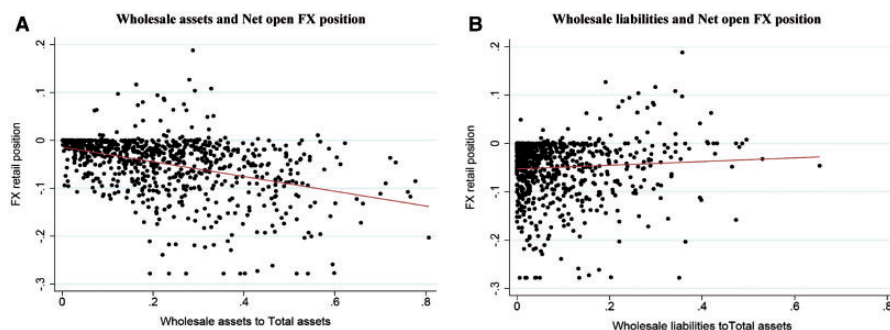 A
Wholesale assets and Net open FX position
FX retail position
.2
.1
0
.1
.2
-.3
0
.2
.4
.6
.8
Wholesale assets to Total assets
B
Wholesale liabilities and Net open FX position
FX retail position
.2
.1
0
.1
.2
-.3
0
.2
.4
.6
0.8
Wholesale liabilities toTotal assets